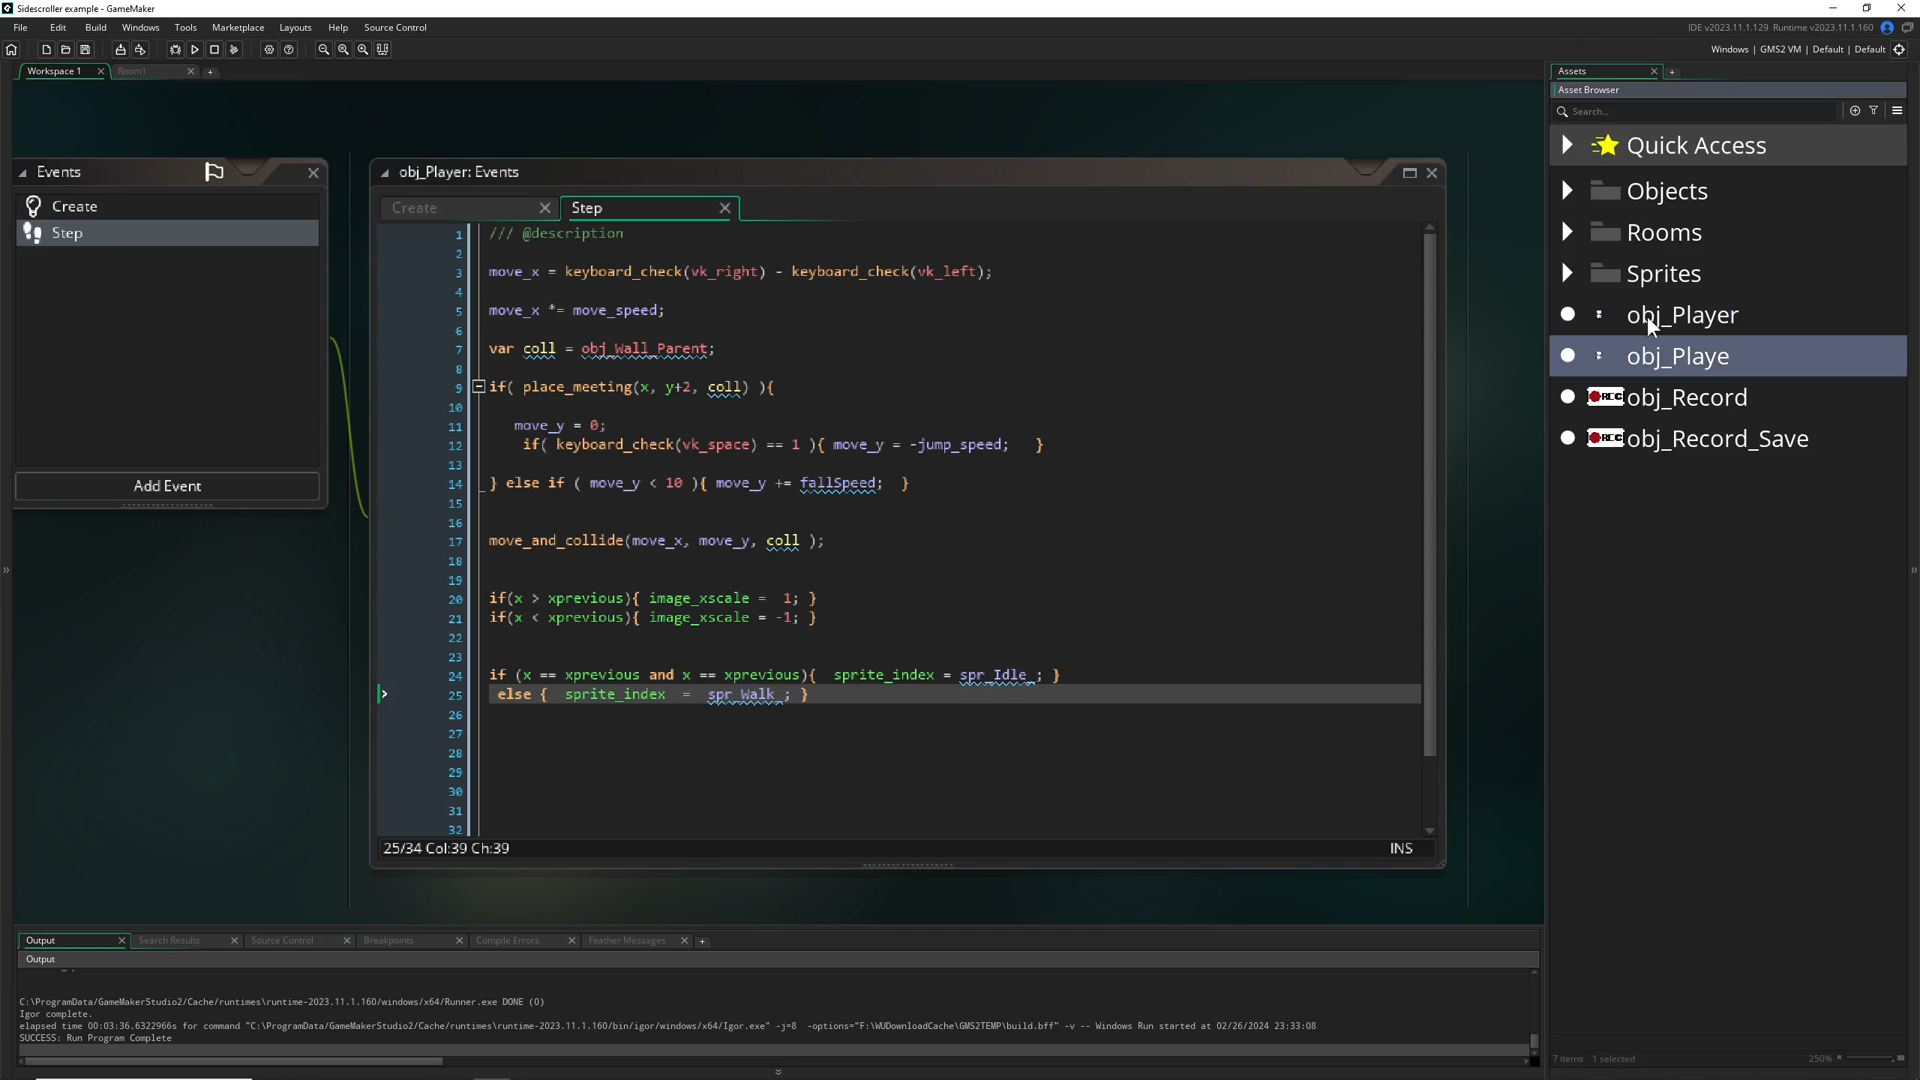 Sidescroller example - GameMaker
File Edit Build Windows Tools Marketplace Layouts Help Source Control
IDE v2023.11.1.129 Runtime v2023.11.1.160
Windows | GMS2 VM | Default | Default
Workspace 1
Room1
Assets
Asset Browser
Search...
Quick Access
Objects
Rooms
Sprites
obj_Player
obj_Playe
obj_Record
obj_Record_Save
Events
Create
Step
Add Event
obj_Player: Events
Create
Step
1 /// @description
2
3 move_x = keyboard_check(vk_right) - keyboard_check(vk_left);
4
5 move_x *= move_speed;
6
7 var coll = obj_Wall_Parent;
8
9 if( place_meeting(x, y+2, coll) ){
10
11 move_y = 0;
12 if( keyboard_check(vk_space) == 1 ){ move_y = -jump_speed; }
13
14 } else if ( move_y < 10 ){ move_y += fallSpeed; }
15
16
17 move_and_collide(move_x, move_y, coll );
18
19
20 if(x > xprevious){ image_xscale = 1; }
21 if(x < xprevious){ image_xscale = -1; }
22
23
24 if (x == xprevious and x == xprevious){ sprite_index = spr_Idle_; }
25 else { sprite_index = spr_Walk_; }
26
27
28
29
30
31
32
25/34 Col:39 Ch:39
INS
Output
Search Results
Source Control
Breakpoints
Compile Errors
Feather Messages
Output
C:\ProgramData/GameMakerStudio2/Cache/runtimes\runtime-2023.11.1.160/windows/x64/Runner.exe DONE (0)
Igor complete.
elapsed time 00:03:36.6322966s for command "C:\ProgramData/GameMakerStudio2/Cache/runtimes\runtime-2023.11.1.160/bin/igor/windows/x64/Igor.exe" -j=8 -options="F:\WUDownloadCache\GMS2TEMP\build.bff" -v -- Windows Run started at 02/26/2024 23:33:08
SUCCESS: Run Program Complete
7 items 1 selected
250%